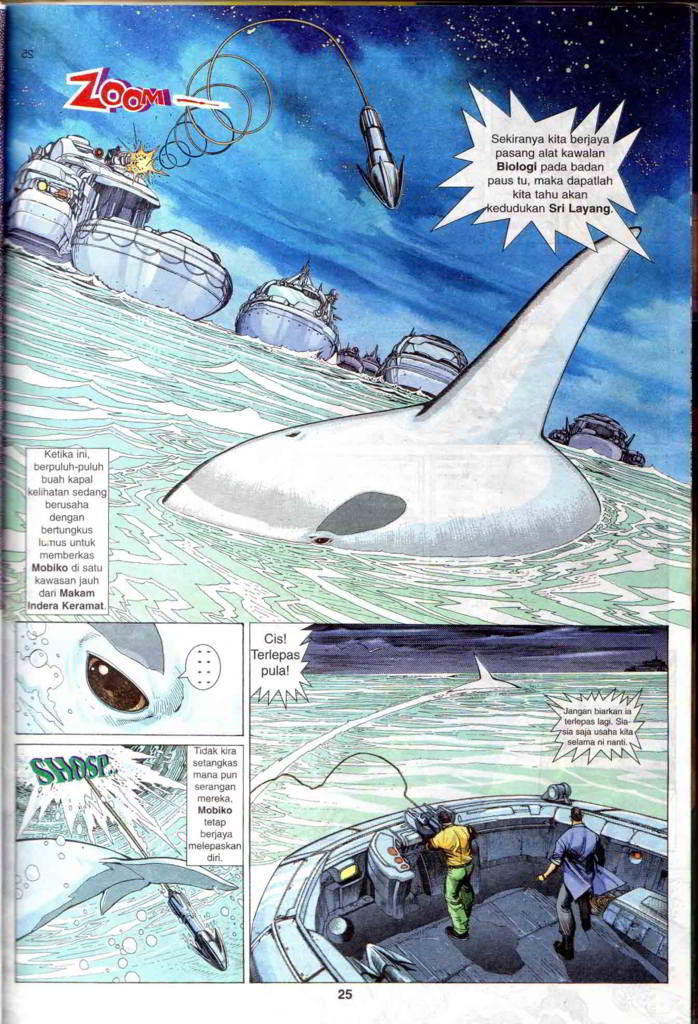 ZOOM!
Sekiranya kita berjaya
pasang alat kawalan
Biologi pada badan
paus tu, maka dapatlah
kita tahu akan
kedudukan Sri Layang.
Ketika ini,
berpuluh-puluh
buah kapal
kelihatan sedang
berusaha
dengan
bertungkus
lumus untuk
memberkas
Mobiko di satu
kawasan jauh
dari Makam
Indera Keramat.
Cis!
Terlepas
pula!
Jangan biarkan ia
terlepas lagi. Sia-
sia saja usaha kita
selama ni nanti.
SHOSP..
Tidak kira
setangkas
mana pun
serangan
mereka,
Mobiko
tetap
berjaya
melepaskan
diri.
25